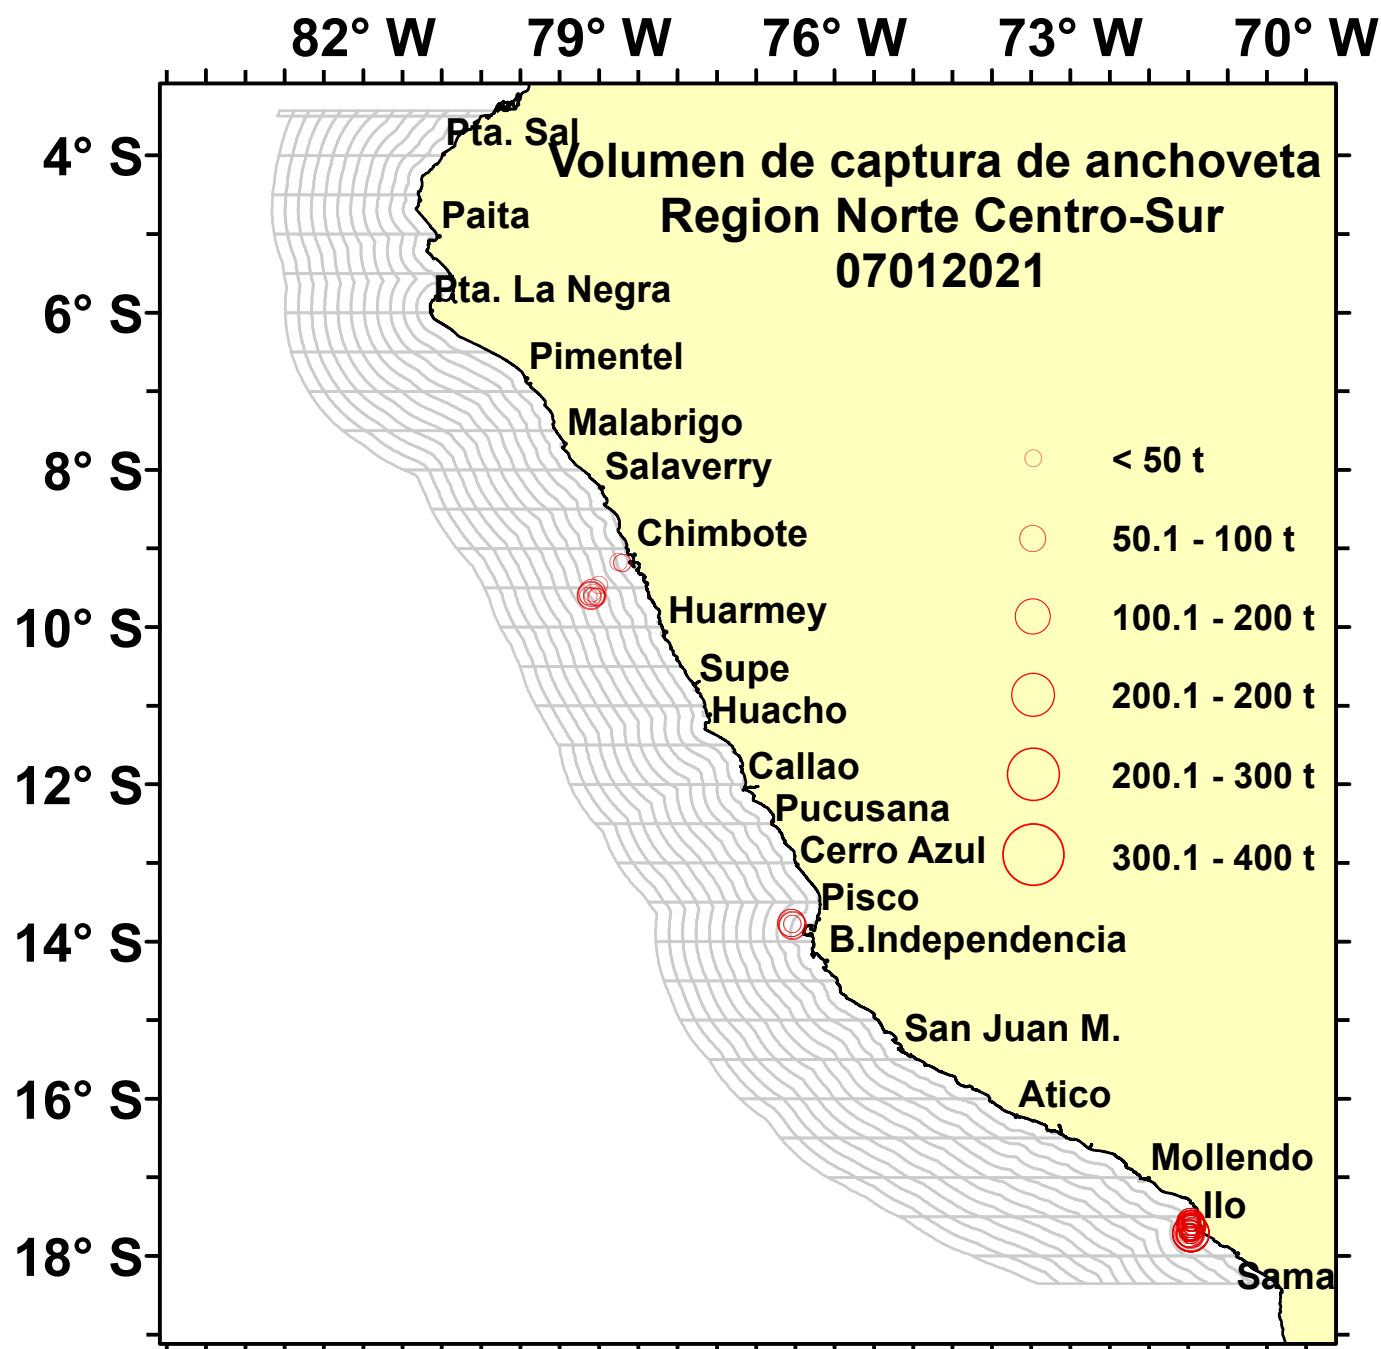 82° W 79° W 76° W 73° W 70° W
4° S
6° S
8° S
10° S
12° S
14° S
16° S
18° S
Volumen de captura de anchoveta
Region Norte Centro-Sur
07012021
Pta. Sal
Paita
Pta. La Negra
Pimentel
Malabrigo
Salaverry
Chimbote
Huarmey
Supe
Huacho
Callao
Pucusana
Cerro Azul
Pisco
B.Independencia
San Juan M.
Atico
Mollendo
Ilo
Sama
< 50 t
50.1 - 100 t
100.1 - 200 t
200.1 - 200 t
200.1 - 300 t
300.1 - 400 t